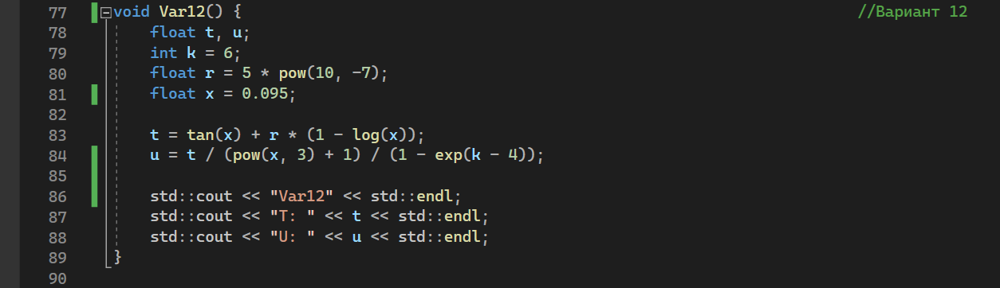 77 void Var12() { //Вариант 12
78 float t, u;
79 int k = 6;
80 float r = 5 * pow(10, -7);
81 float x = 0.095;
82
83 t = tan(x) + r * (1 - log(x));
84 u = t / (pow(x, 3) + 1) / (1 - exp(k - 4));
85
86 std::cout << "Var12" << std::endl;
87 std::cout << "T: " << t << std::endl;
88 std::cout << "U: " << u << std::endl;
89 }
90